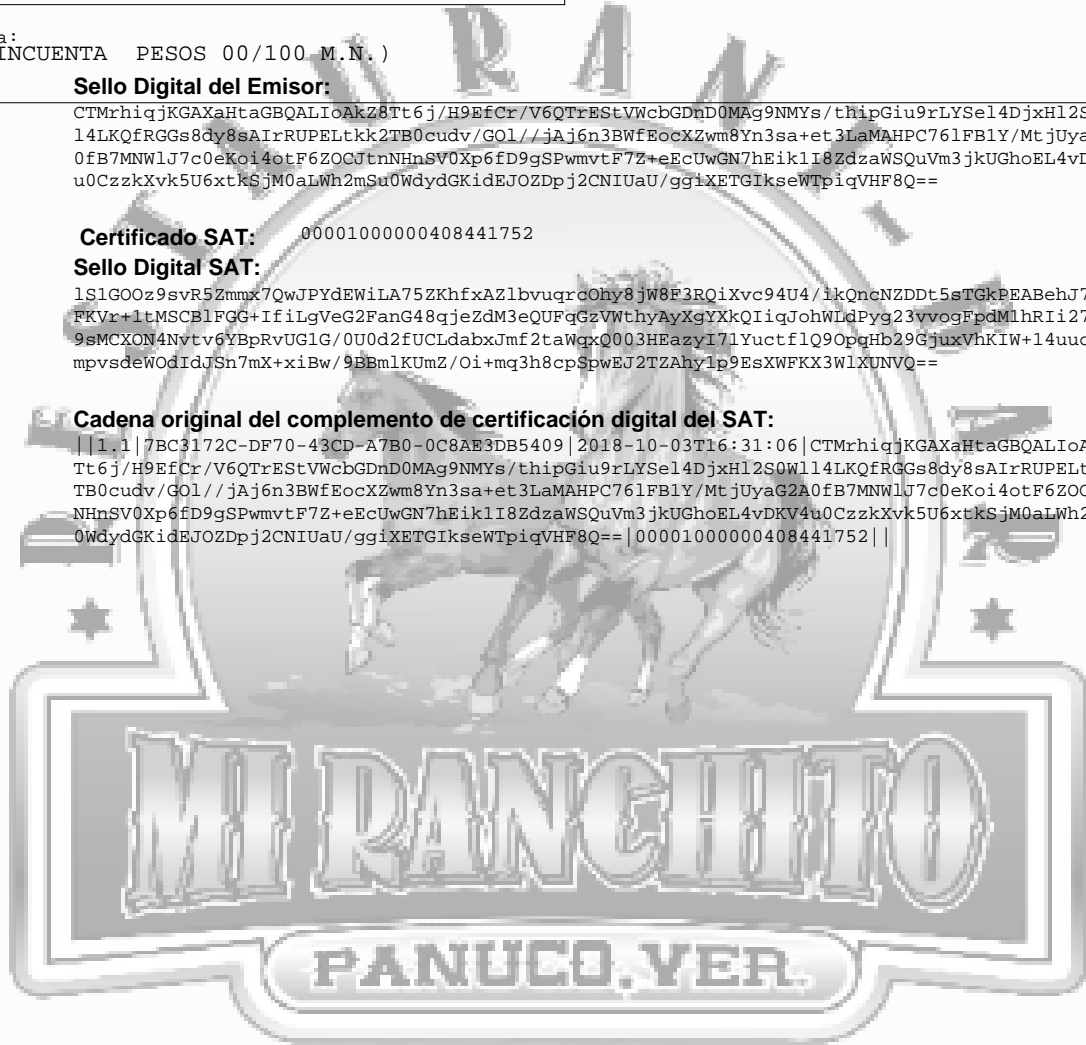 a:
INCUENTA PESOS 00/100 M.N.)
Sello Digital del Emisor:
CTMrhiqjKGAXaHtaGBQALIoAkZ8Tt6j/H9EfCr/V6QTrEStVWcbGDnD0MAg9NMYs/thipGiu9rLYSel4DjxHl2S
l4LKQfRGGs8dy8sAIrRUPELtkk2TB0cudv/GOl//jAj6n3BWfEocXZwm8Yn3sa+et3LaMAHPC761FB1Y/MtjUya
0fB7MNWlJ7c0eKoi4otF6ZOCJtnNHnSV0Xp6fD9gSPwmvtF7Z+eEcUwGN7hEik1I8ZdzaWSQuVm3jkUGhoEL4vD
u0CzzkXvk5U6xtkSjM0aLWh2mSu0WdydGKidEJOZDpj2CNIUaU/ggiXETGIkseWTpiqVHF8Q==
Certificado SAT: 00001000000408441752
Sello Digital SAT:
lS1GOOz9svR5Zmmx7QwJPYdEWiLA75ZKhfxAZlbvuqrcOhy8jW8F3RQiXvc94U4/ikQncNZDDt5sTGkPEABehJ7
FKVr+1tMSCBlFGG+IfiLgVeG2FanG48qjeZdM3eQUFqGzVWthyAyXgYXkQIiqJohWLdPyg23vvogFpdM1hRIi27
9sMCXON4Nvtv6YBpRvUG1G/0U0d2fUCLdabxJmf2taWqxQ003HEazyI71YuctflQ9OpqHb29GjuxVhKIW+14uuc
mpvsdeWOdIdJSn7mX+xiBw/9BBmlKUmZ/Oi+mq3h8cpSpwEJ2TZAhy1p9EsXWFKX3WlXUNVQ==
Cadena original del complemento de certificación digital del SAT:
||1.1|7BC3172C-DF70-43CD-A7B0-0C8AE3DB5409|2018-10-03T16:31:06|CTMrhiqjKGAXaHtaGBQALIoA
Tt6j/H9EfCr/V6QTrEStVWcbGDnD0MAg9NMYs/thipGiu9rLYSel4DjxHl2S0Wll4LKQfRGGs8dy8sAIrRUPELt
TB0cudv/GOl//jAj6n3BWfEocXZwm8Yn3sa+et3LaMAHPC761FB1Y/MtjUyaG2A0fB7MNWlJ7c0eKoi4otF6ZOC
NHnSV0Xp6fD9gSPwmvtF7Z+eEcUwGN7hEik1I8ZdzaWSQuVm3jkUGhoEL4vDKV4u0CzzkXvk5U6xtkSjM0aLWh2
0WdydGKidEJOZDpj2CNIUaU/ggiXETGIkseWTpiqVHF8Q==|00001000000408441752||
MI RANCHITO
PANUCO, VER.